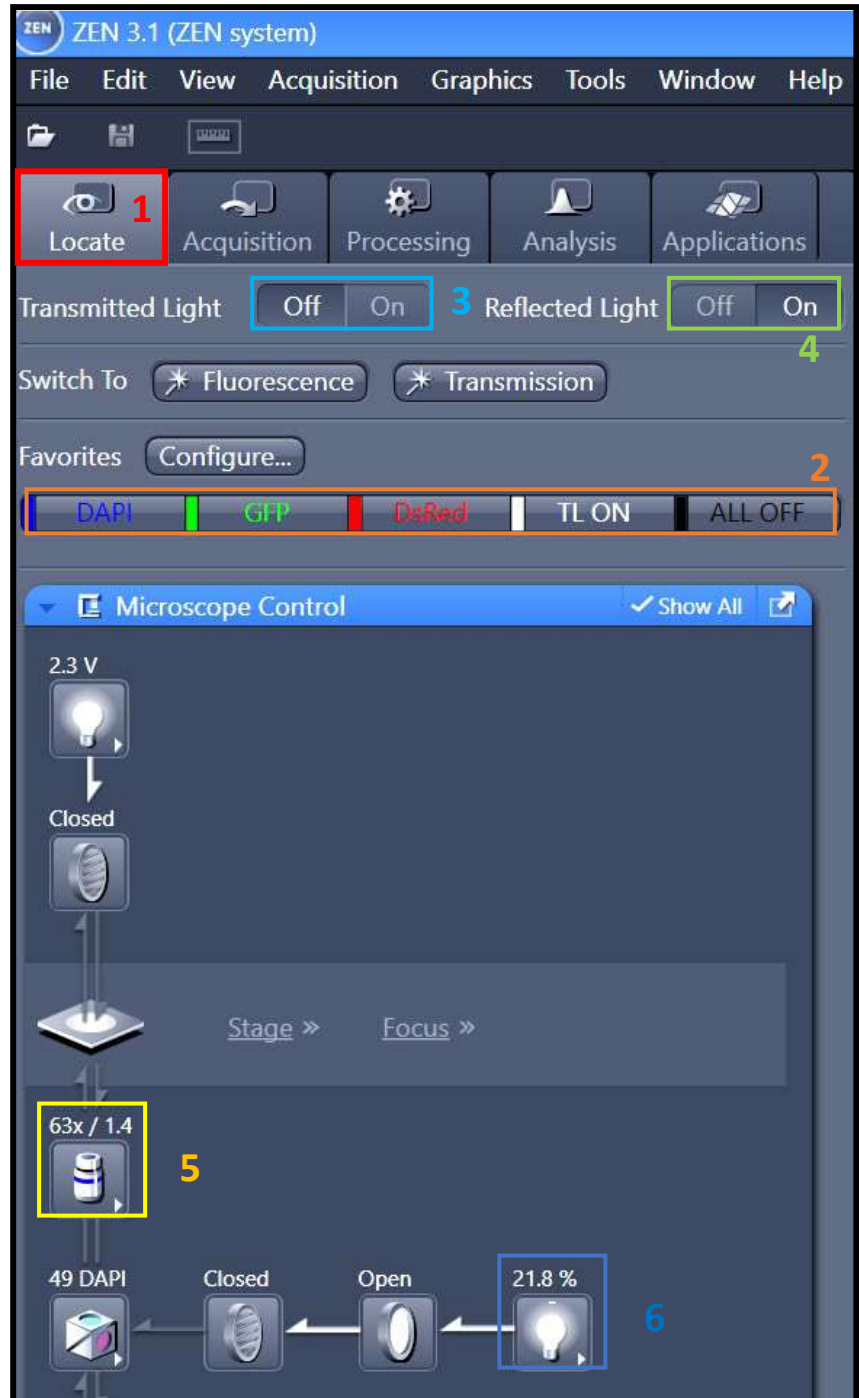 ZEN ZEN 3.1 (ZEN system)
File Edit View Acquisition Graphics Tools Window Help
1
Locate Acquisition Processing Analysis Applications
Transmitted Light Off On 3 Reflected Light Off On
4
Switch To Fluorescence Transmission
Favorites Configure...
2
DAPI GFP DsRed TL ON ALL OFF
Microscope Control Show All
2.3 V
Closed
Stage » Focus »
63x / 1.4
5
49 DAPI Closed Open 21.8 %
6